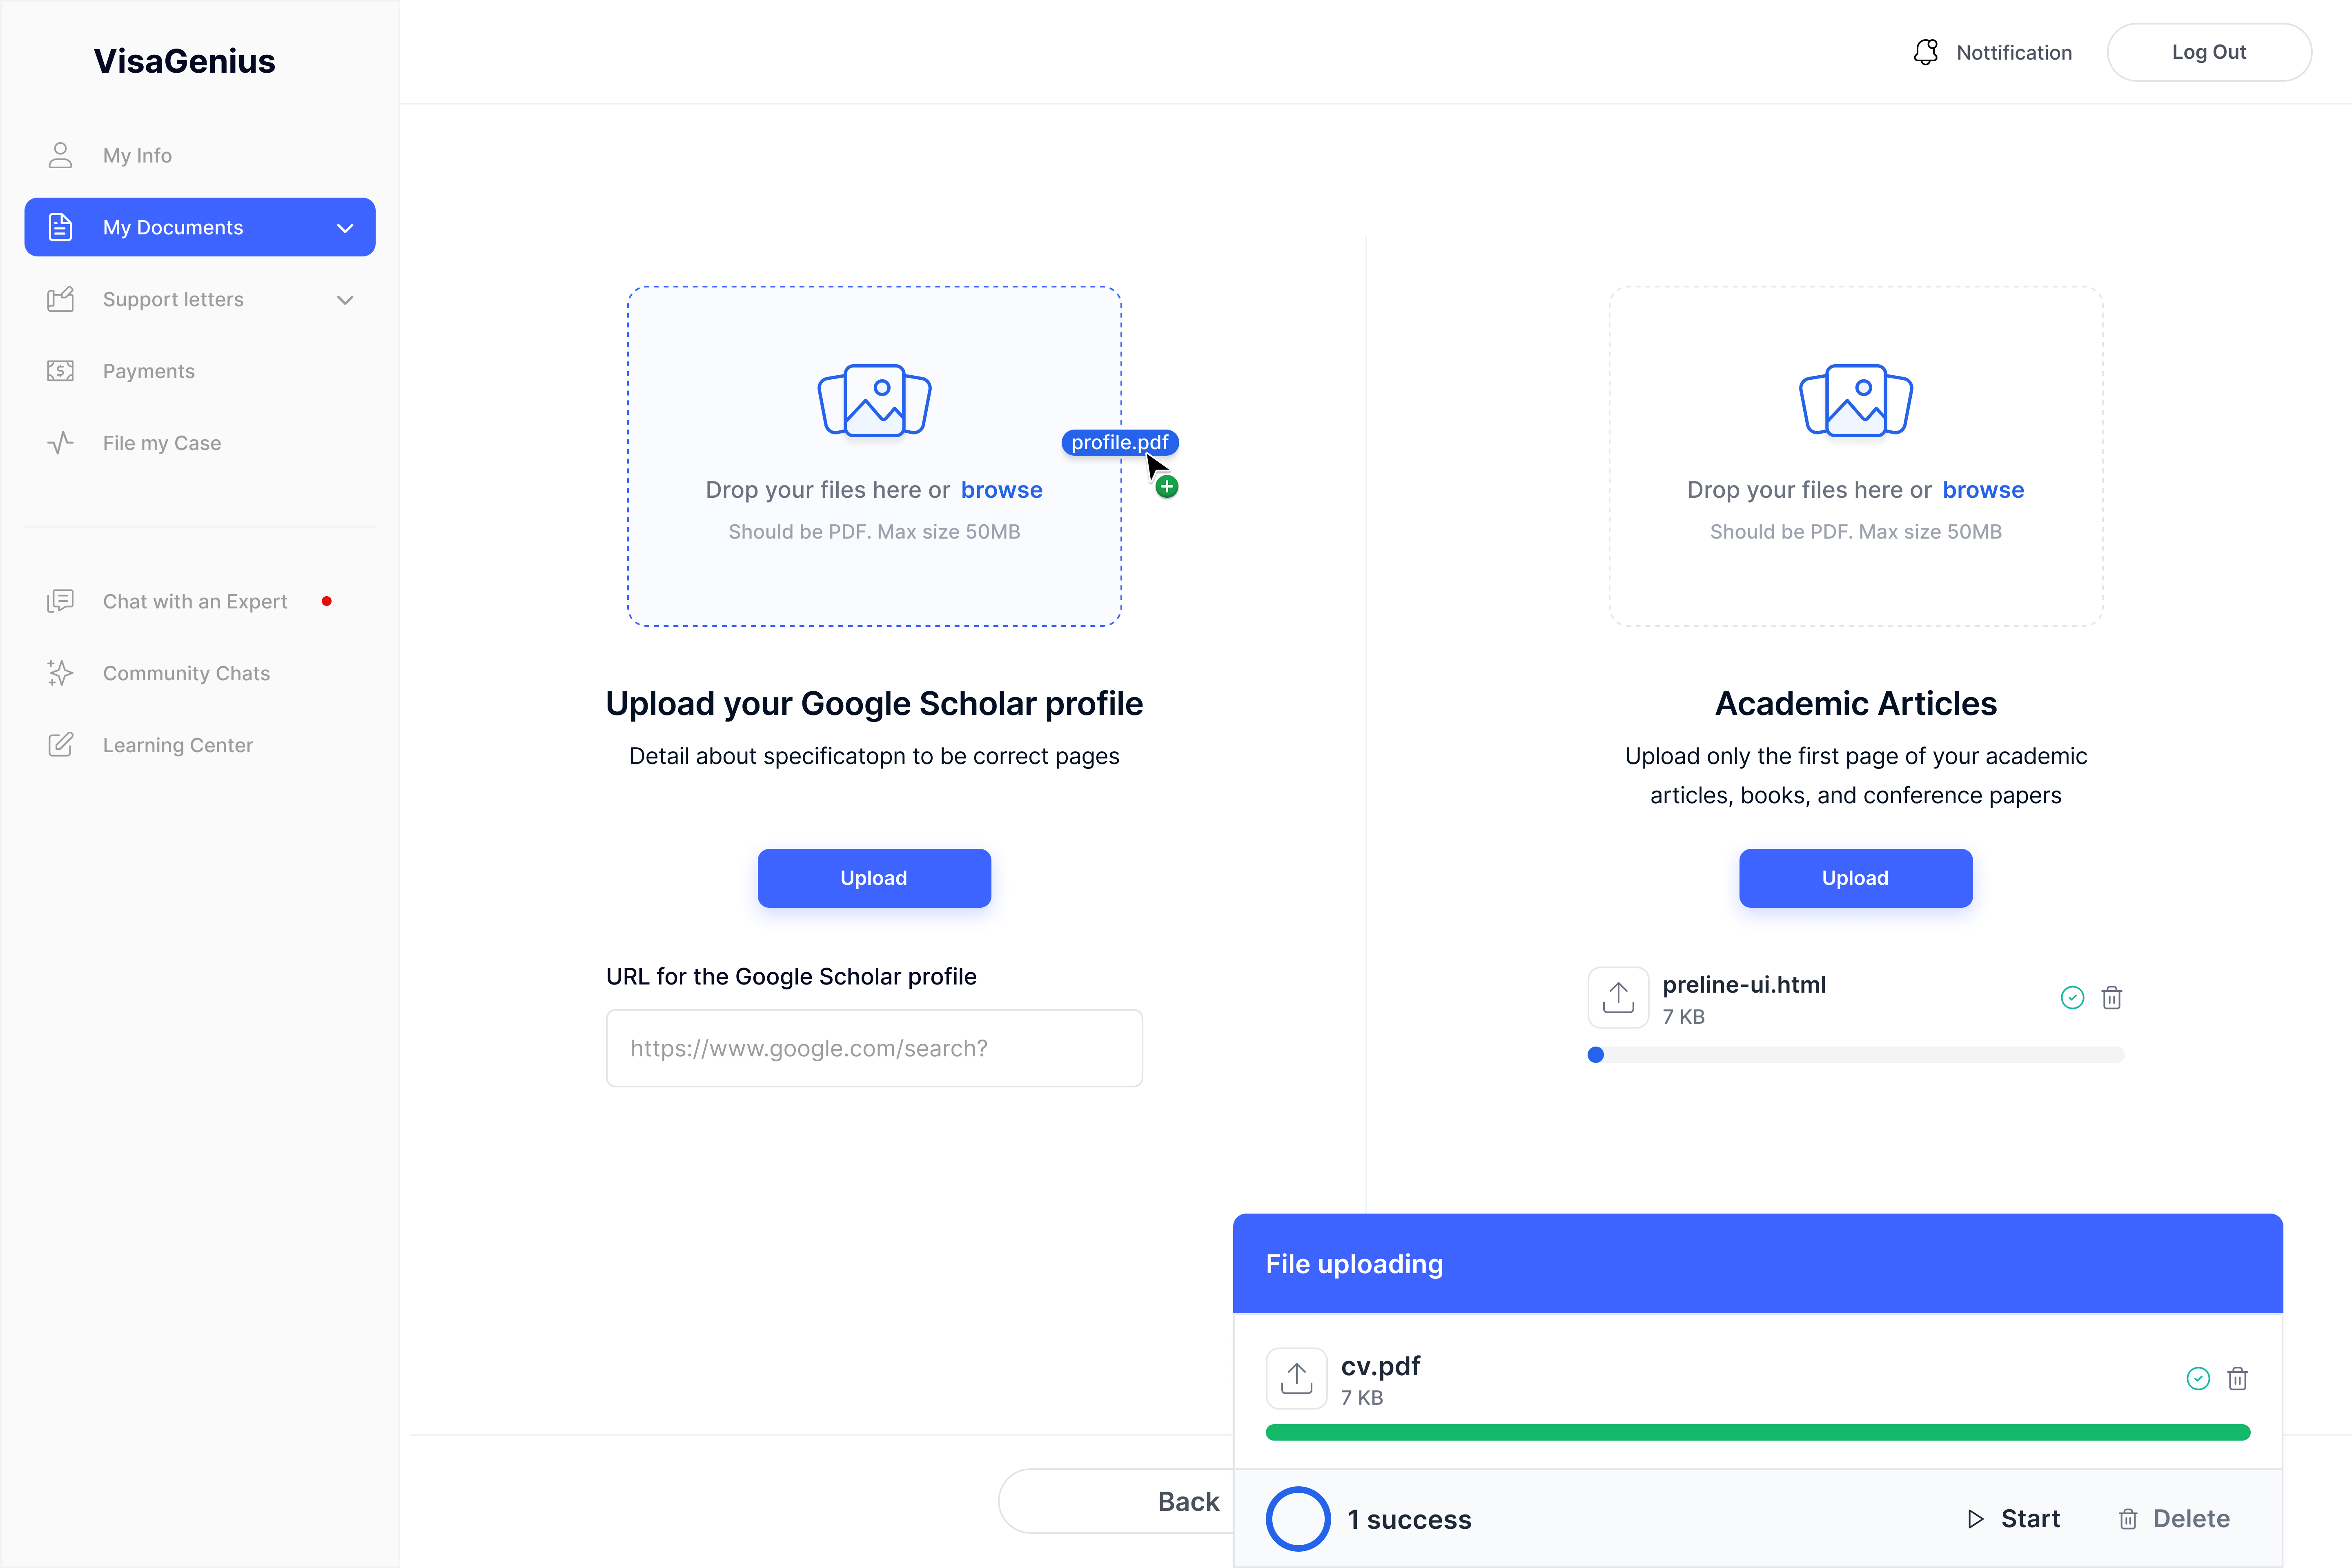 VisaGenius
My Info
My Documents
Support letters
Payments
File my Case
Chat with an Expert
Community Chats
Learning Center
Nottification
Log Out
profile.pdf
Drop your files here or browse
Should be PDF. Max size 50MB
Upload your Google Scholar profile
Detail about specificatopn to be correct pages
Upload
URL for the Google Scholar profile
https://www.google.com/search?
Drop your files here or browse
Should be PDF. Max size 50MB
Academic Articles
Upload only the first page of your academic
articles, books, and conference papers
Upload
preline-ui.html
7 KB
Back
File uploading
cv.pdf
7 KB
1 success
Start
Delete